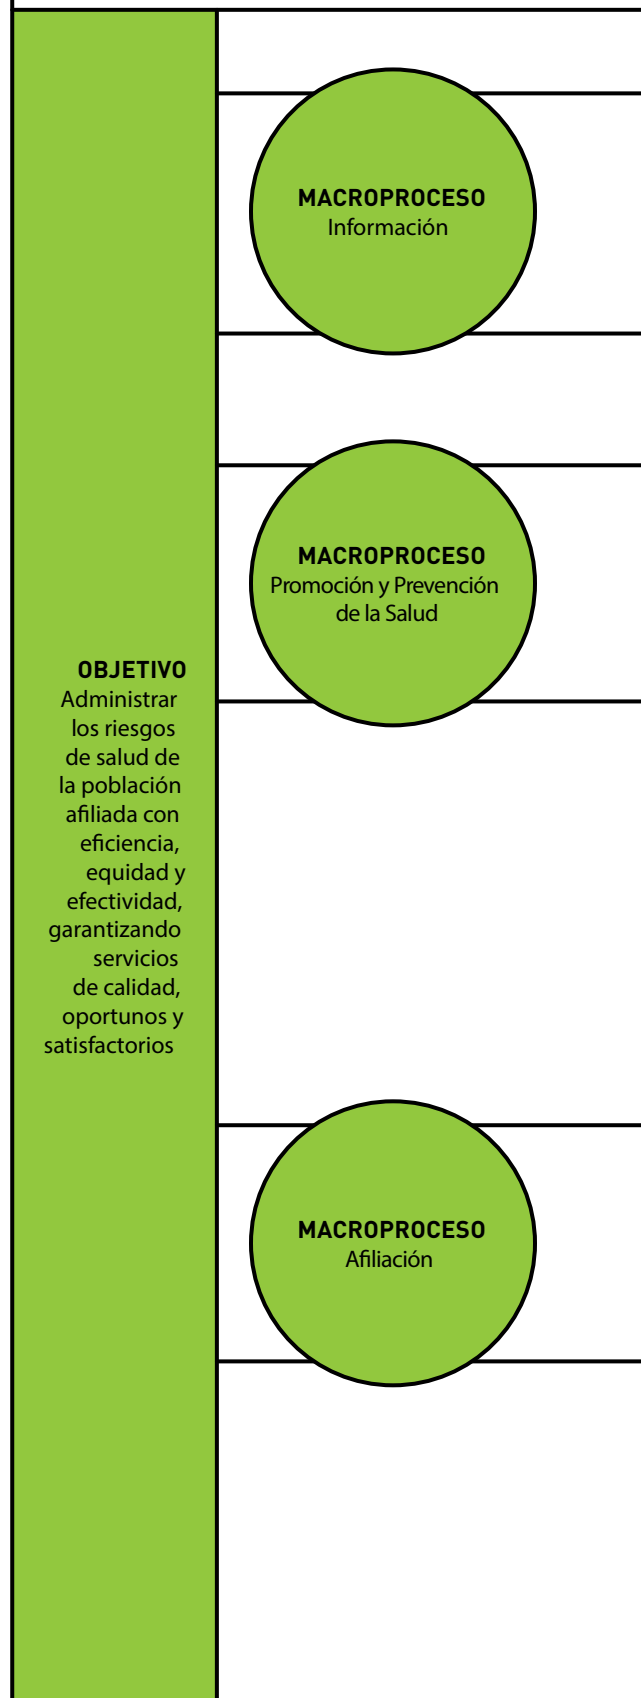 MACROPROCESO
Información
MACROPROCESO
Promoción y Prevención
de la Salud
OBJETIVO
Administrar
los riesgos
de salud de
la población
afiliada con
eficiencia,
equidad y
efectividad,
garantizando
servicios
de calidad,
oportunos y
satisfactorios
MACROPROCESO
Afiliación